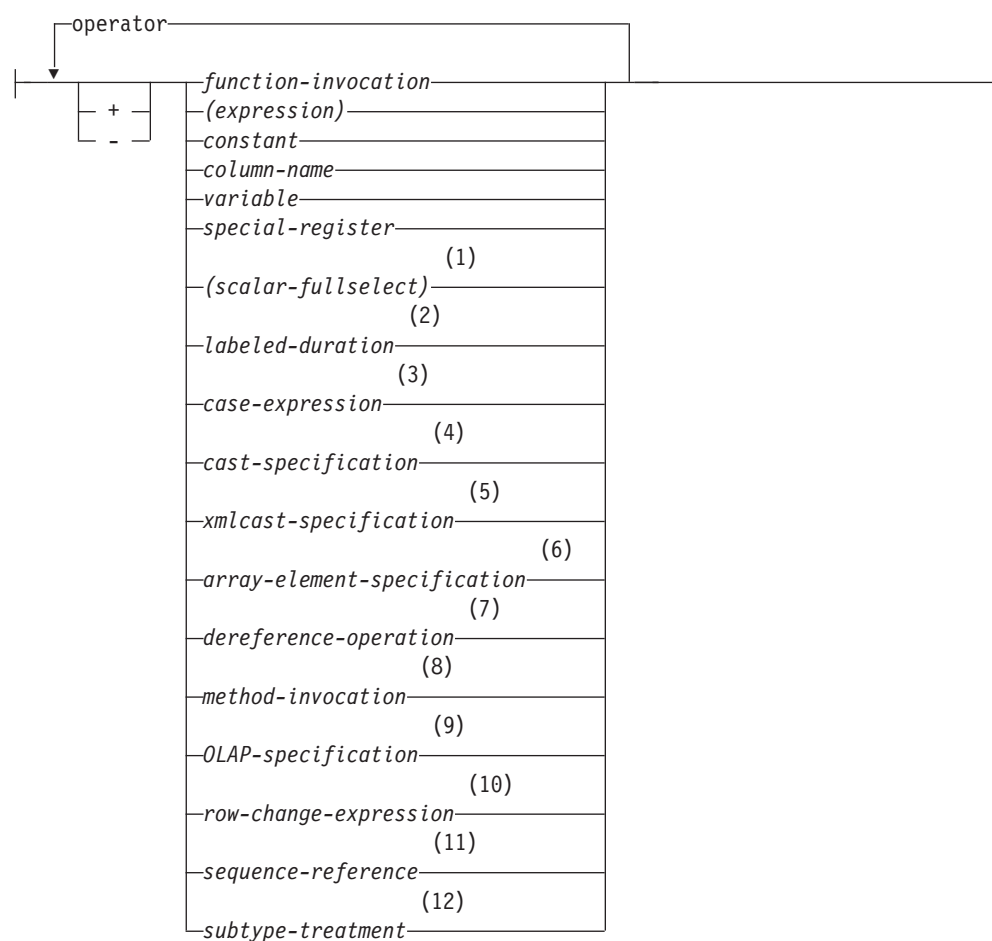 operator
function-invocation
+
(expression)
-
constant
column-name
variable
special-register
(1)
(scalar-fullselect)
(2)
labeled-duration
(3)
case-expression
(4)
cast-specification
(5)
xmlcast-specification
(6)
array-element-specification
(7)
dereference-operation
(8)
method-invocation
(9)
OLAP-specification
(10)
row-change-expression
(11)
sequence-reference
(12)
subtype-treatment